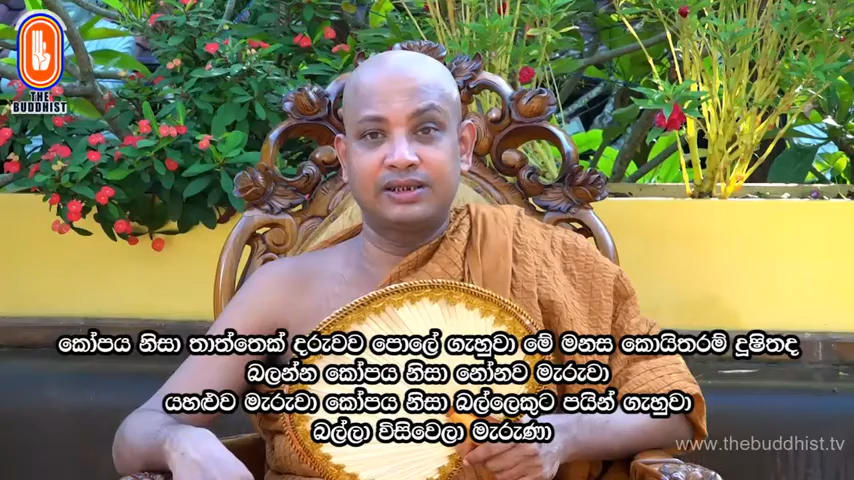 THE
BUDDHIST
කෝපය නිසා තාත්තෙක් දරුවව පොලේ ගැහුවා මේ මනස කොයිතරම් දූෂිතද
බලන්න කෝපය නිසා නෝනව මැරුවා
යහළුව මැරුවා කෝපය නිසා බල්ලෙකුට පයින් ගැහුවා
බල්ලා විසිවෙලා මැරුණා
www.thebuddhist.tv